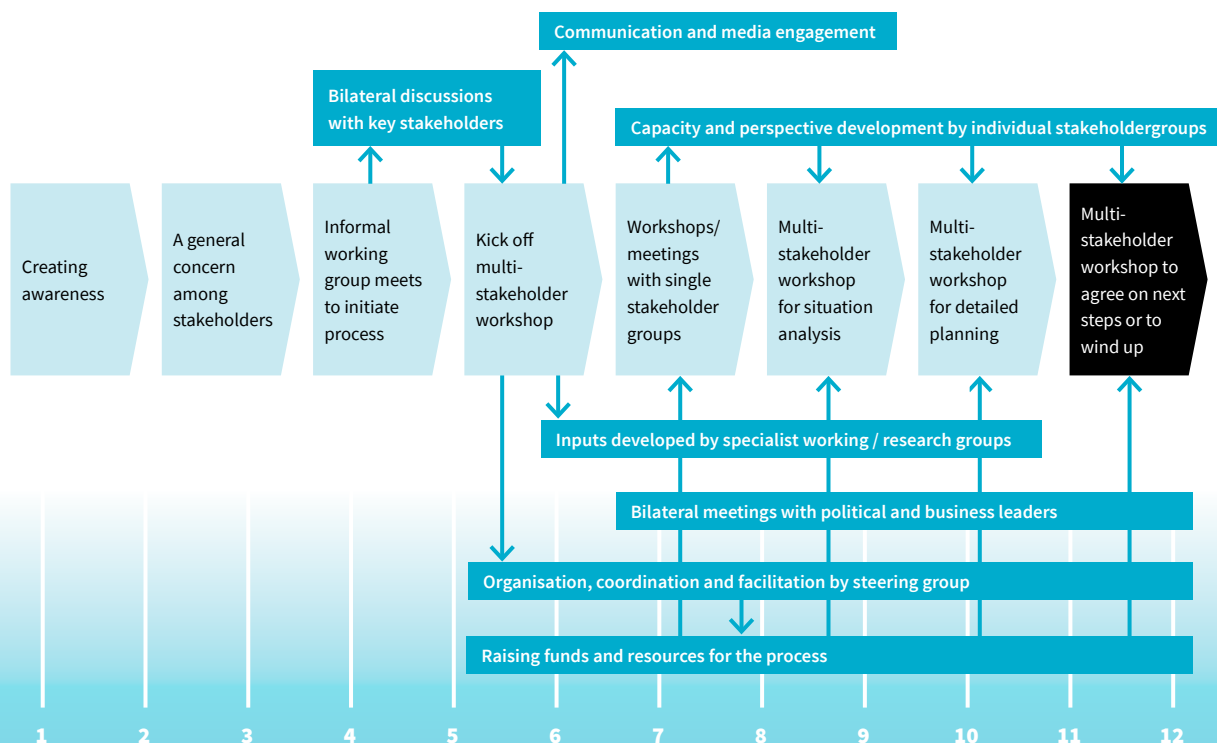 Communication and media engagement
Bilateral discussions
with key stakeholders
Capacity and perspective development by individual stakeholdergroups
Creating
awareness
A general
concern
among
stakeholders
Informal
working
group meets
to initiate
process
Kick off
multi-
stakeholder
workshop
Workshops/
meetings
with single
stakeholder
groups
Multi-
stakeholder
workshop
for situation
analysis
Multi-
stakeholder
workshop
for detailed
planning
Multi-
stakeholder
workshop to
agree on next
steps or to
wind up
Inputs developed by specialist working / research groups
Bilateral meetings with political and business leaders
Organisation, coordination and facilitation by steering group
Raising funds and resources for the process
1 2 3 4 5 6 7 8 9 10 11 12